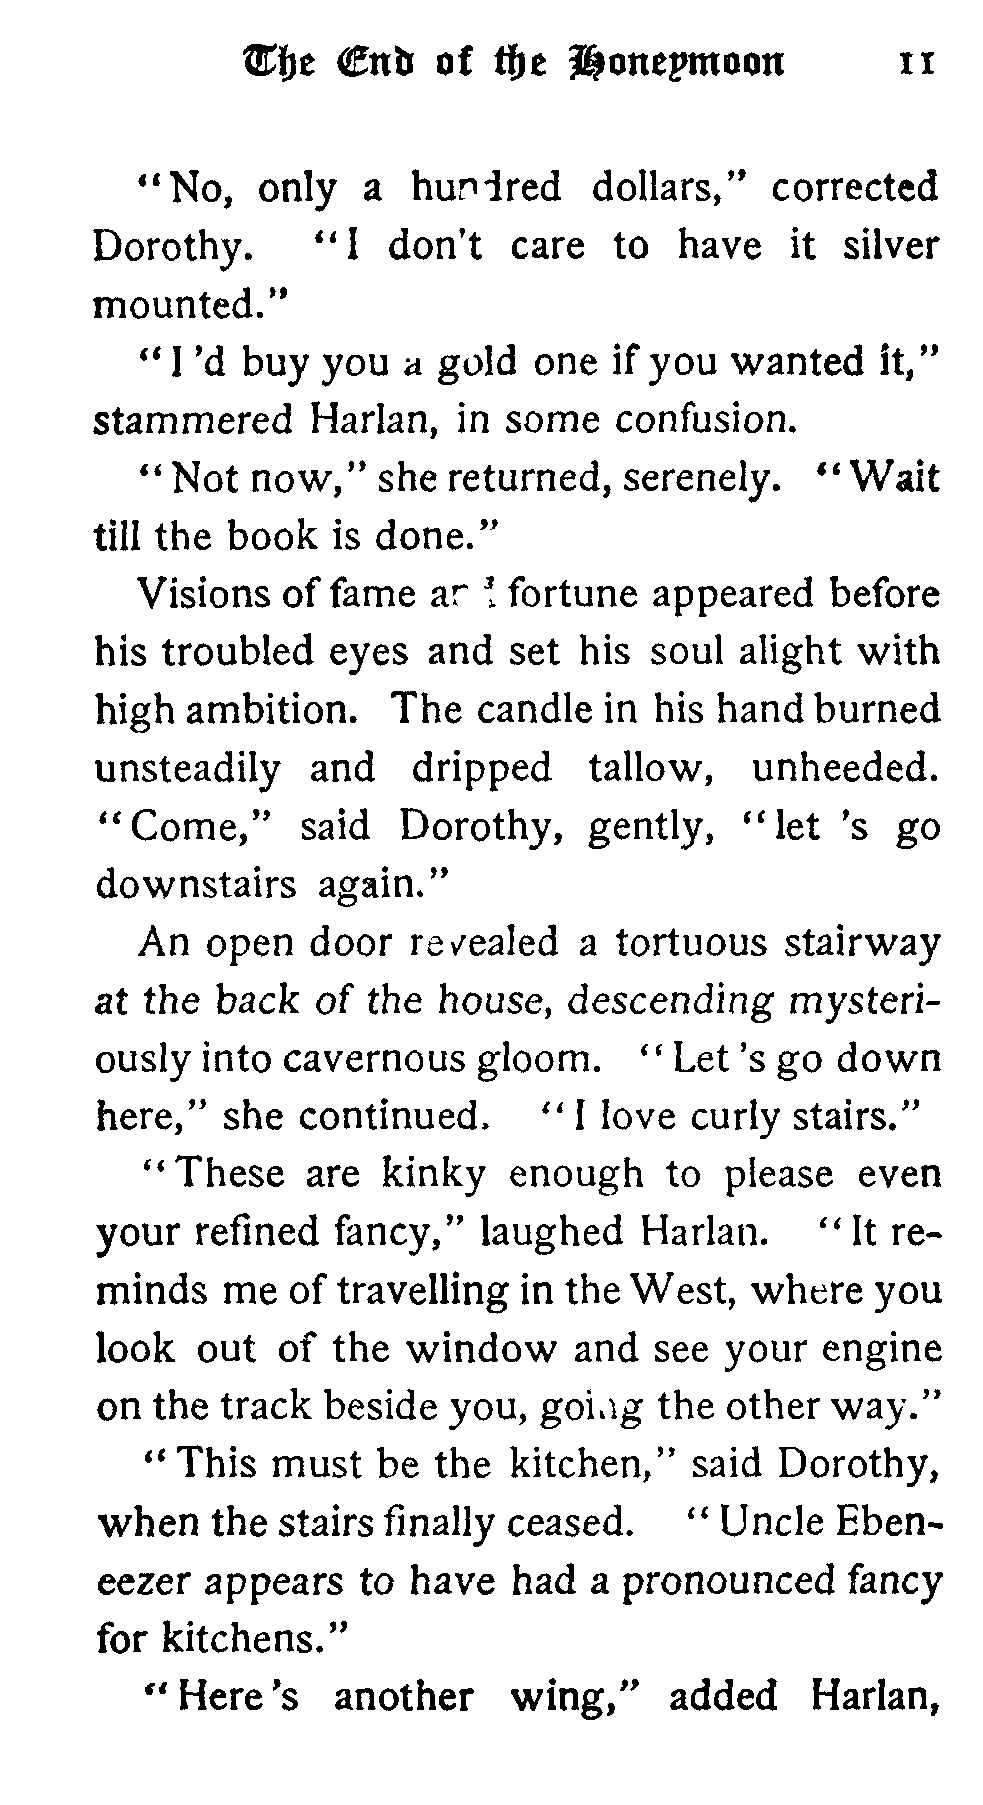 The End of the Honeymoon 11
"No, only a hundred dollars," corrected
Dorothy. "I don't care to have it silver
mounted."
"I 'd buy you a gold one if you wanted it,"
stammered Harlan, in some confusion.
"Not now," she returned, serenely. "Wait
till the book is done."
Visions of fame and fortune appeared before
his troubled eyes and set his soul alight with
high ambition. The candle in his hand burned
unsteadily and dripped tallow, unheeded.
"Come," said Dorothy, gently, "let 's go
downstairs again."
An open door revealed a tortuous stairway
at the back of the house, descending mysteri-
ously into cavernous gloom. "Let 's go down
here," she continued. "I love curly stairs."
"These are kinky enough to please even
your refined fancy," laughed Harlan. "It re-
minds me of travelling in the West, where you
look out of the window and see your engine
on the track beside you, going the other way."
"This must be the kitchen," said Dorothy,
when the stairs finally ceased. "Uncle Eben-
eezer appears to have had a pronounced fancy
for kitchens."
"Here 's another wing," added Harlan,